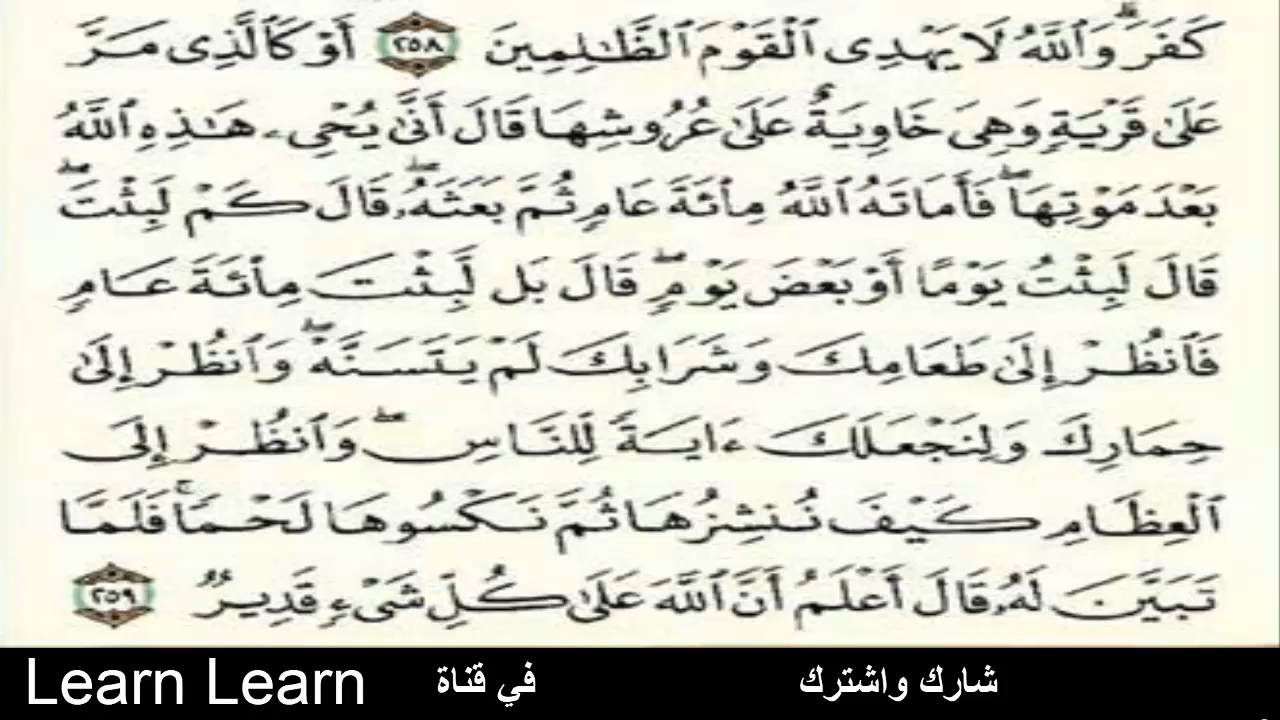 كَفَرَ ۗ وَٱللَّهُ لَا يَهْدِى ٱلْقَوْمَ ٱلظَّـٰلِمِينَ ٢٥٨ أَوْ كَٱلَّذِى مَرَّ
عَلَىٰ قَرْيَةٍ وَهِىَ خَاوِيَةٌ عَلَىٰ عُرُوشِهَا قَالَ أَنَّىٰ يُحْىِۦ هَـٰذِهِ ٱللَّهُ
بَعْدَ مَوْتِهَا ۖ فَأَمَاتَهُ ٱللَّهُ مِا۟ئَةَ عَامٍ ثُمَّ بَعَثَهُۥ ۖ قَالَ كَمْ لَبِثْتَ ۖ
قَالَ لَبِثْتُ يَوْمًا أَوْ بَعْضَ يَوْمٍ ۖ قَالَ بَل لَّبِثْتَ مِا۟ئَةَ عَامٍ
فَٱنظُرْ إِلَىٰ طَعَامِكَ وَشَرَابِكَ لَمْ يَتَسَنَّهْ ۖ وَٱنظُرْ إِلَىٰ
حِمَارِكَ وَلِنَجْعَلَكَ ءَايَةً لِّلنَّاسِ ۖ وَٱنظُرْ إِلَى
ٱلْعِظَامِ كَيْفَ نُنشِزُهَا ثُمَّ نَكْسُوهَا لَحْمًا ۚ فَلَمَّا
تَبَيَّنَ لَهُۥ قَالَ أَعْلَمُ أَنَّ ٱللَّهَ عَلَىٰ كُلِّ شَىْءٍ قَدِيرٌ ٢٥٩
شارك واشترك في قناة Learn Learn